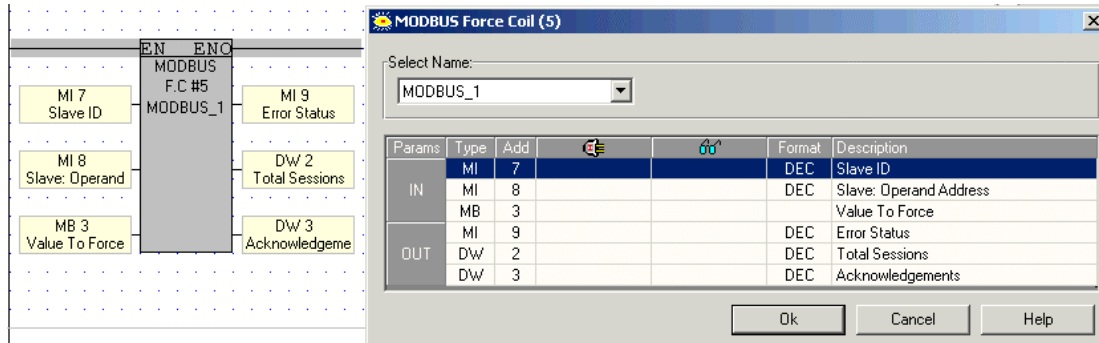 EN ENO
MODBUS
F.C #5
MODBUS_1
MI 7
Slave ID
MI 8
Slave: Operand
MB 3
Value To Force
MI 9
Error Status
DW 2
Total Sessions
DW 3
Acknowledgeme
MODBUS Force Coil (5)
Select Name:
MODBUS_1
Params Type Add Format Description
IN
MI 7 DEC Slave ID
MI 8 DEC Slave: Operand Address
MB 3 Value To Force
OUT
MI 9 DEC Error Status
DW 2 DEC Total Sessions
DW 3 DEC Acknowledgements
Ok Cancel Help